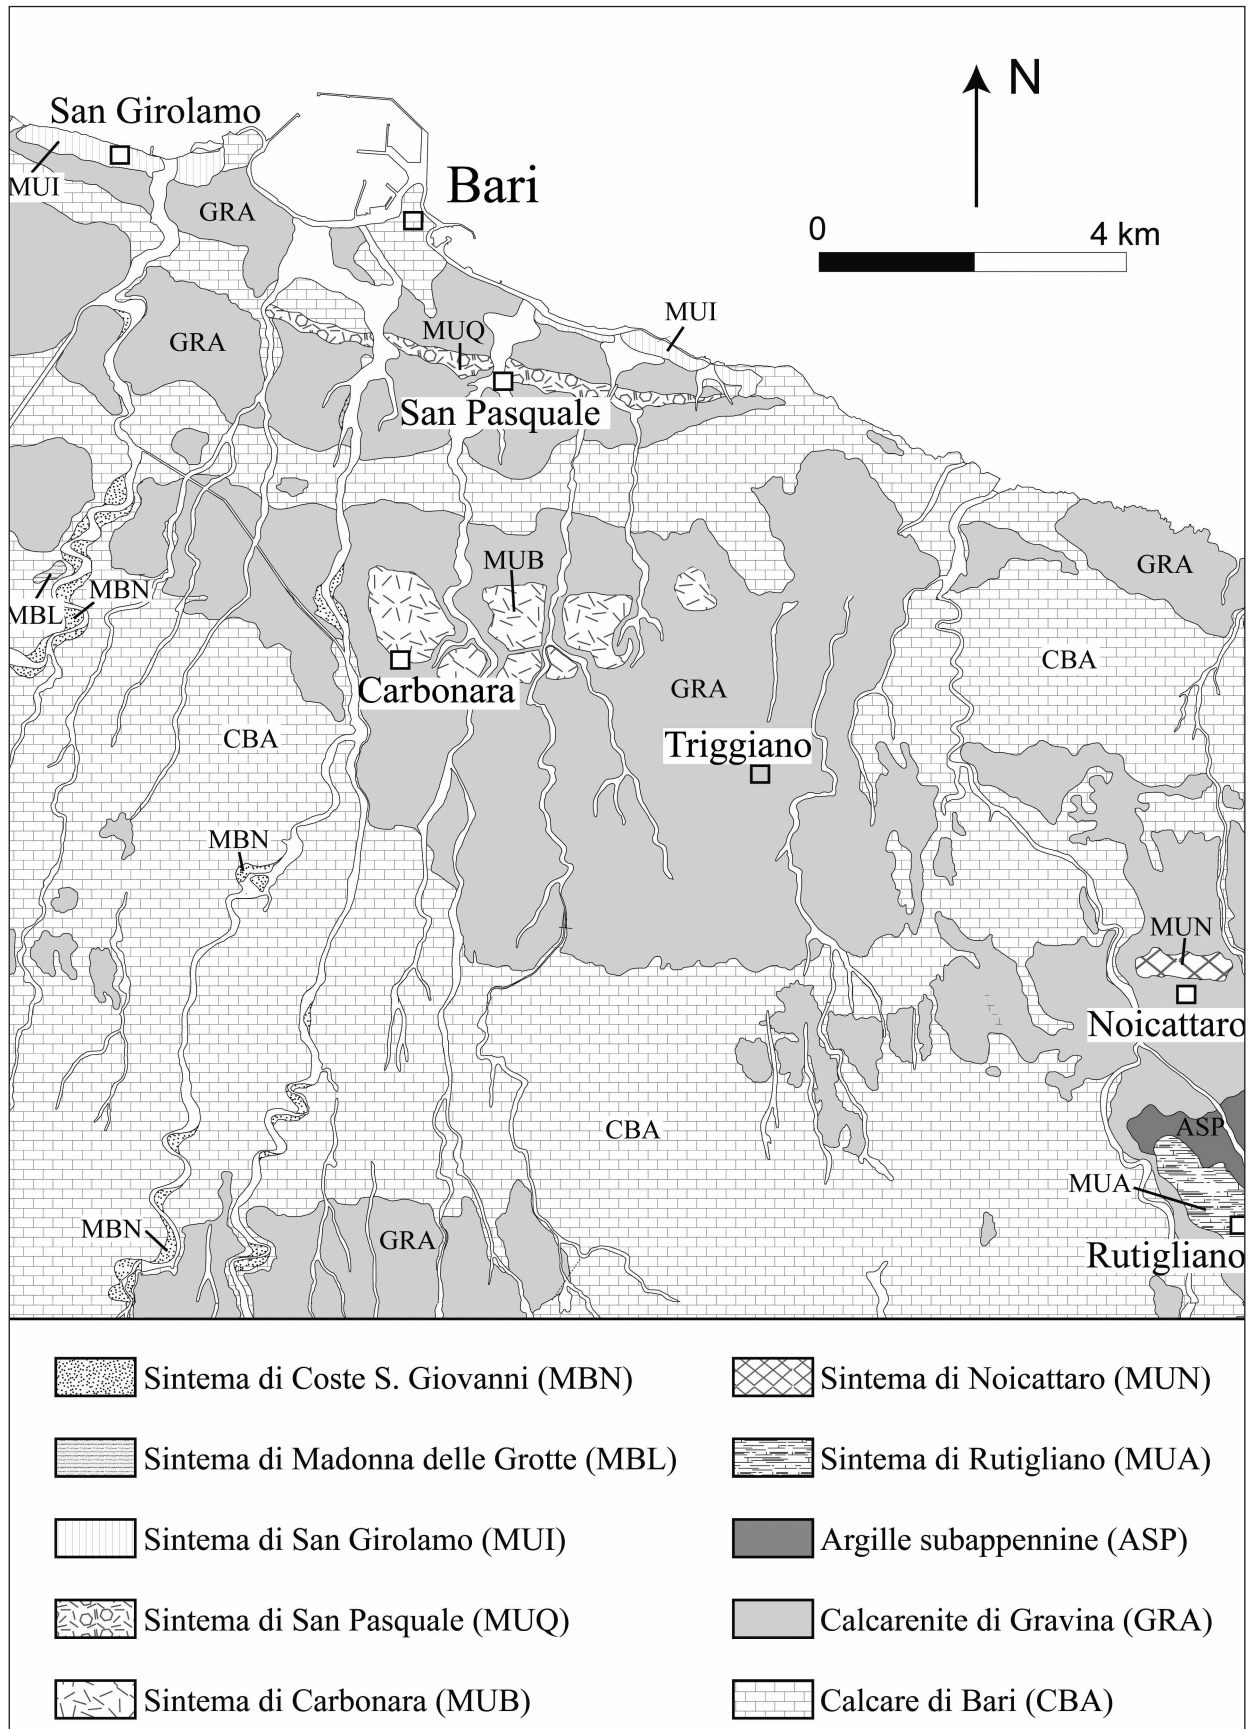 San Girolamo
N
MUI
Bari
GRA
0
4 km
MUI
MUQ
GRA
San Pasquale
MUB
GRA
MBN
MBL
CBA
GRA
Carbonara
CBA
Triggiano
MBN
MUN
Noicattaro
CBA
ASP
MUA
MBN
GRA
Rutigliano
Sintema di Coste S. Giovanni (MBN)
Sintema di Madonna delle Grotte (MBL)
Sintema di San Girolamo (MUI)
Sintema di San Pasquale (MUQ)
Sintema di Carbonara (MUB)
Sintema di Noicattaro (MUN)
Sintema di Rutigliano (MUA)
Argille subappennine (ASP)
Calcarenite di Gravina (GRA)
Calcare di Bari (CBA)